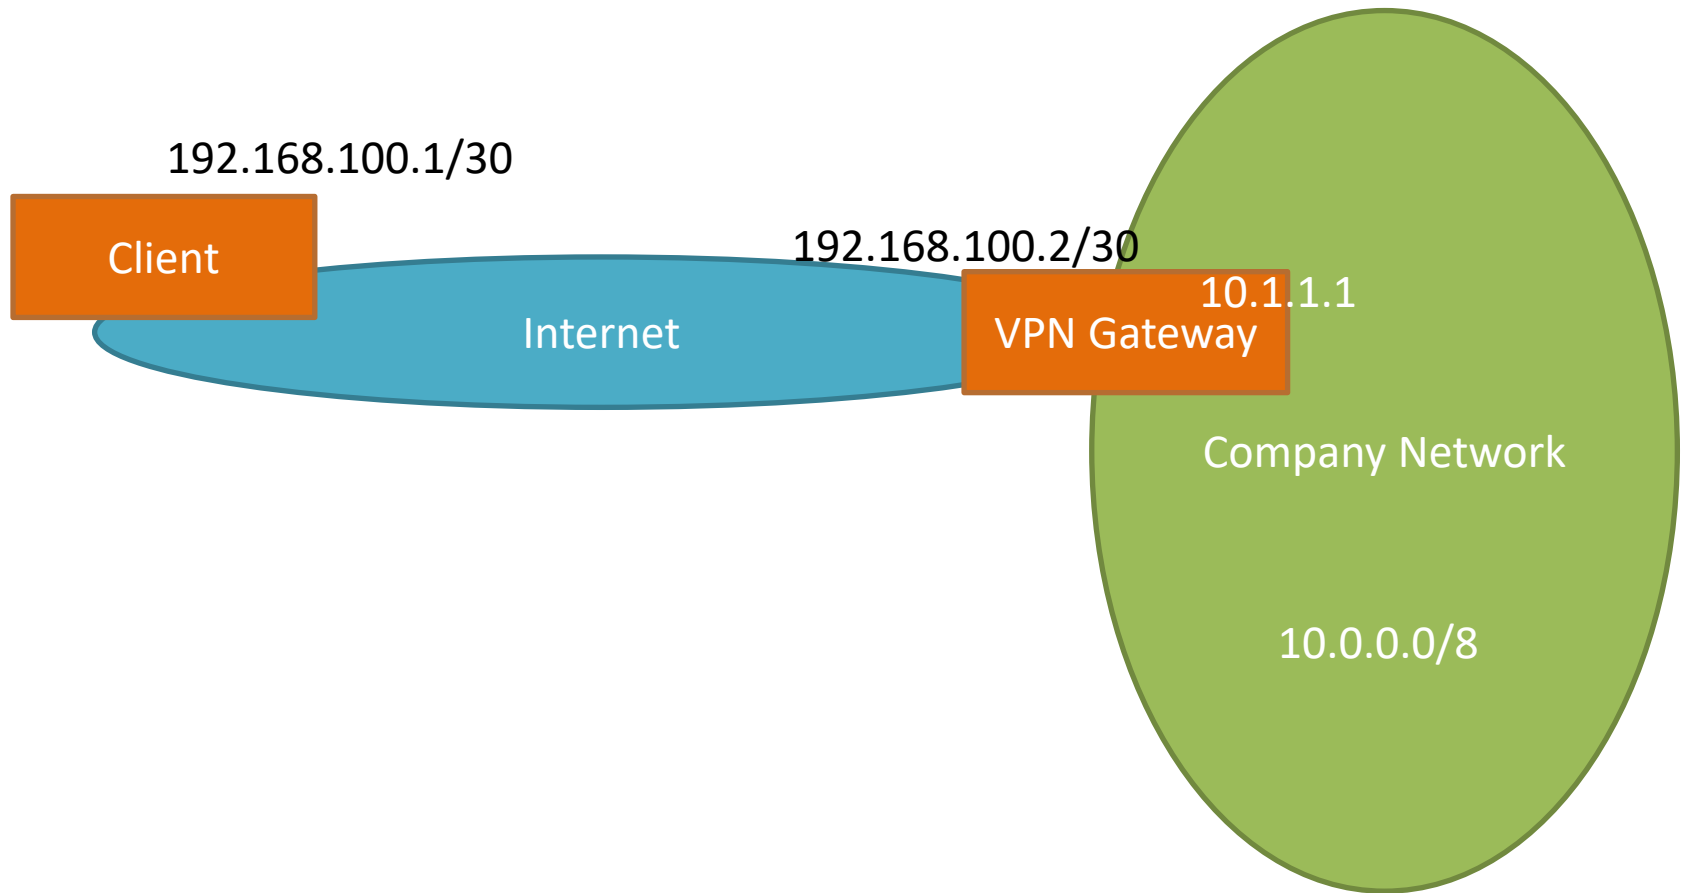 192.168.100.1/30
Client
192.168.100.2/30
10.1.1.1
Internet
VPN Gateway
Company Network
10.0.0.0/8